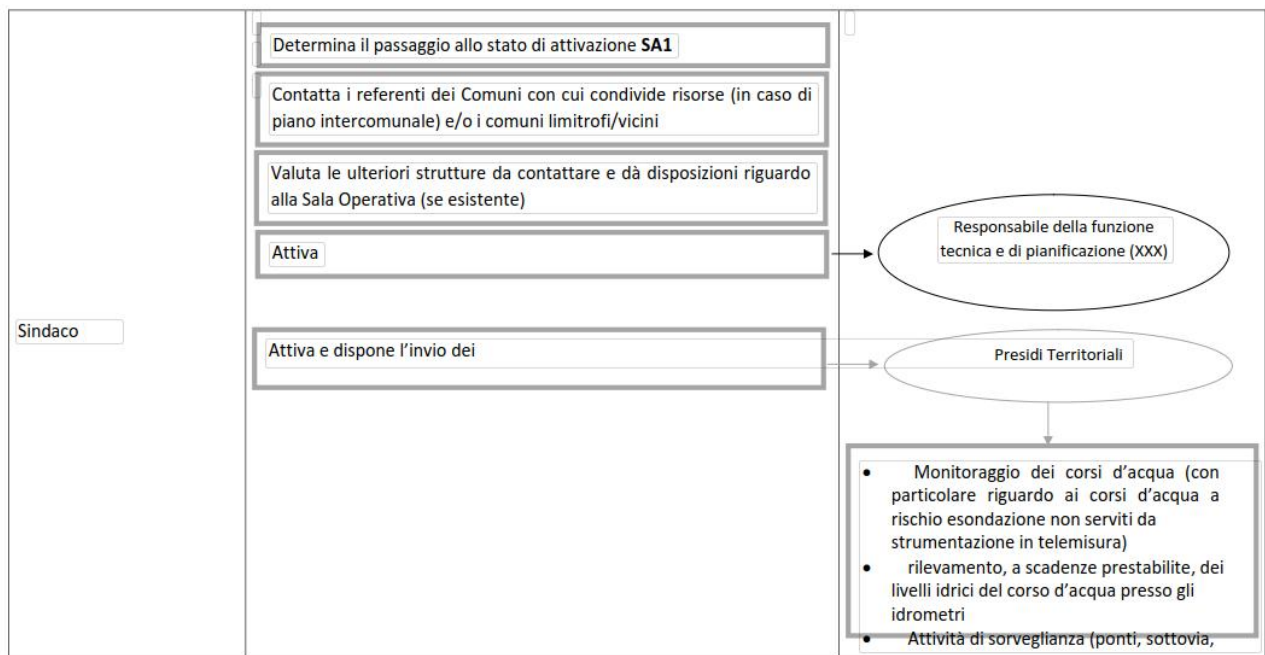 Determina il passaggio allo stato di attivazione SA1
Contatta i referenti dei Comuni con cui condivide risorse (in caso di
piano intercomunale) e/o i comuni limitrofi/vicini
Valuta le ulteriori strutture da contattare e dà disposizioni riguardo
alla Sala Operativa (se esistente)
Attiva
Responsabile della funzione
tecnica e di pianificazione (XXX)
Sindaco
Attiva e dispone l’invio dei
Presidi Territoriali
• Monitoraggio dei corsi d’acqua (con
particolare riguardo ai corsi d’acqua a
rischio esondazione non serviti da
strumentazione in telemisura)
• rilevamento, a scadenze prestabilite, dei
livelli idrici del corso d’acqua presso gli
idrometri
• Attività di sorveglianza (ponti, sottovia,